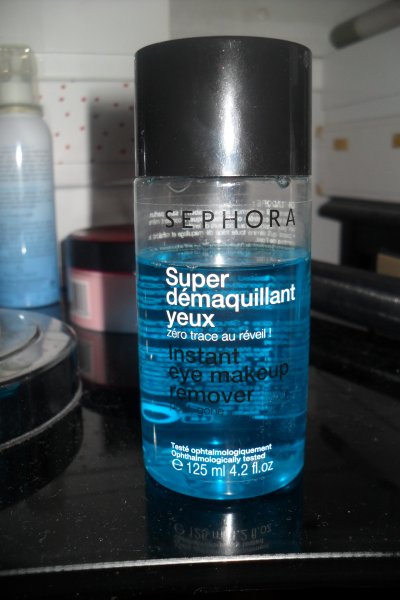 SEPHORA
Super
démaquillant
yeux
zéro trace au réveil !
Instant
eye makeup
remover
Testé ophtalmologiquement
Ophthalmologically tested
℮ 125 ml 4.2 fl.oz